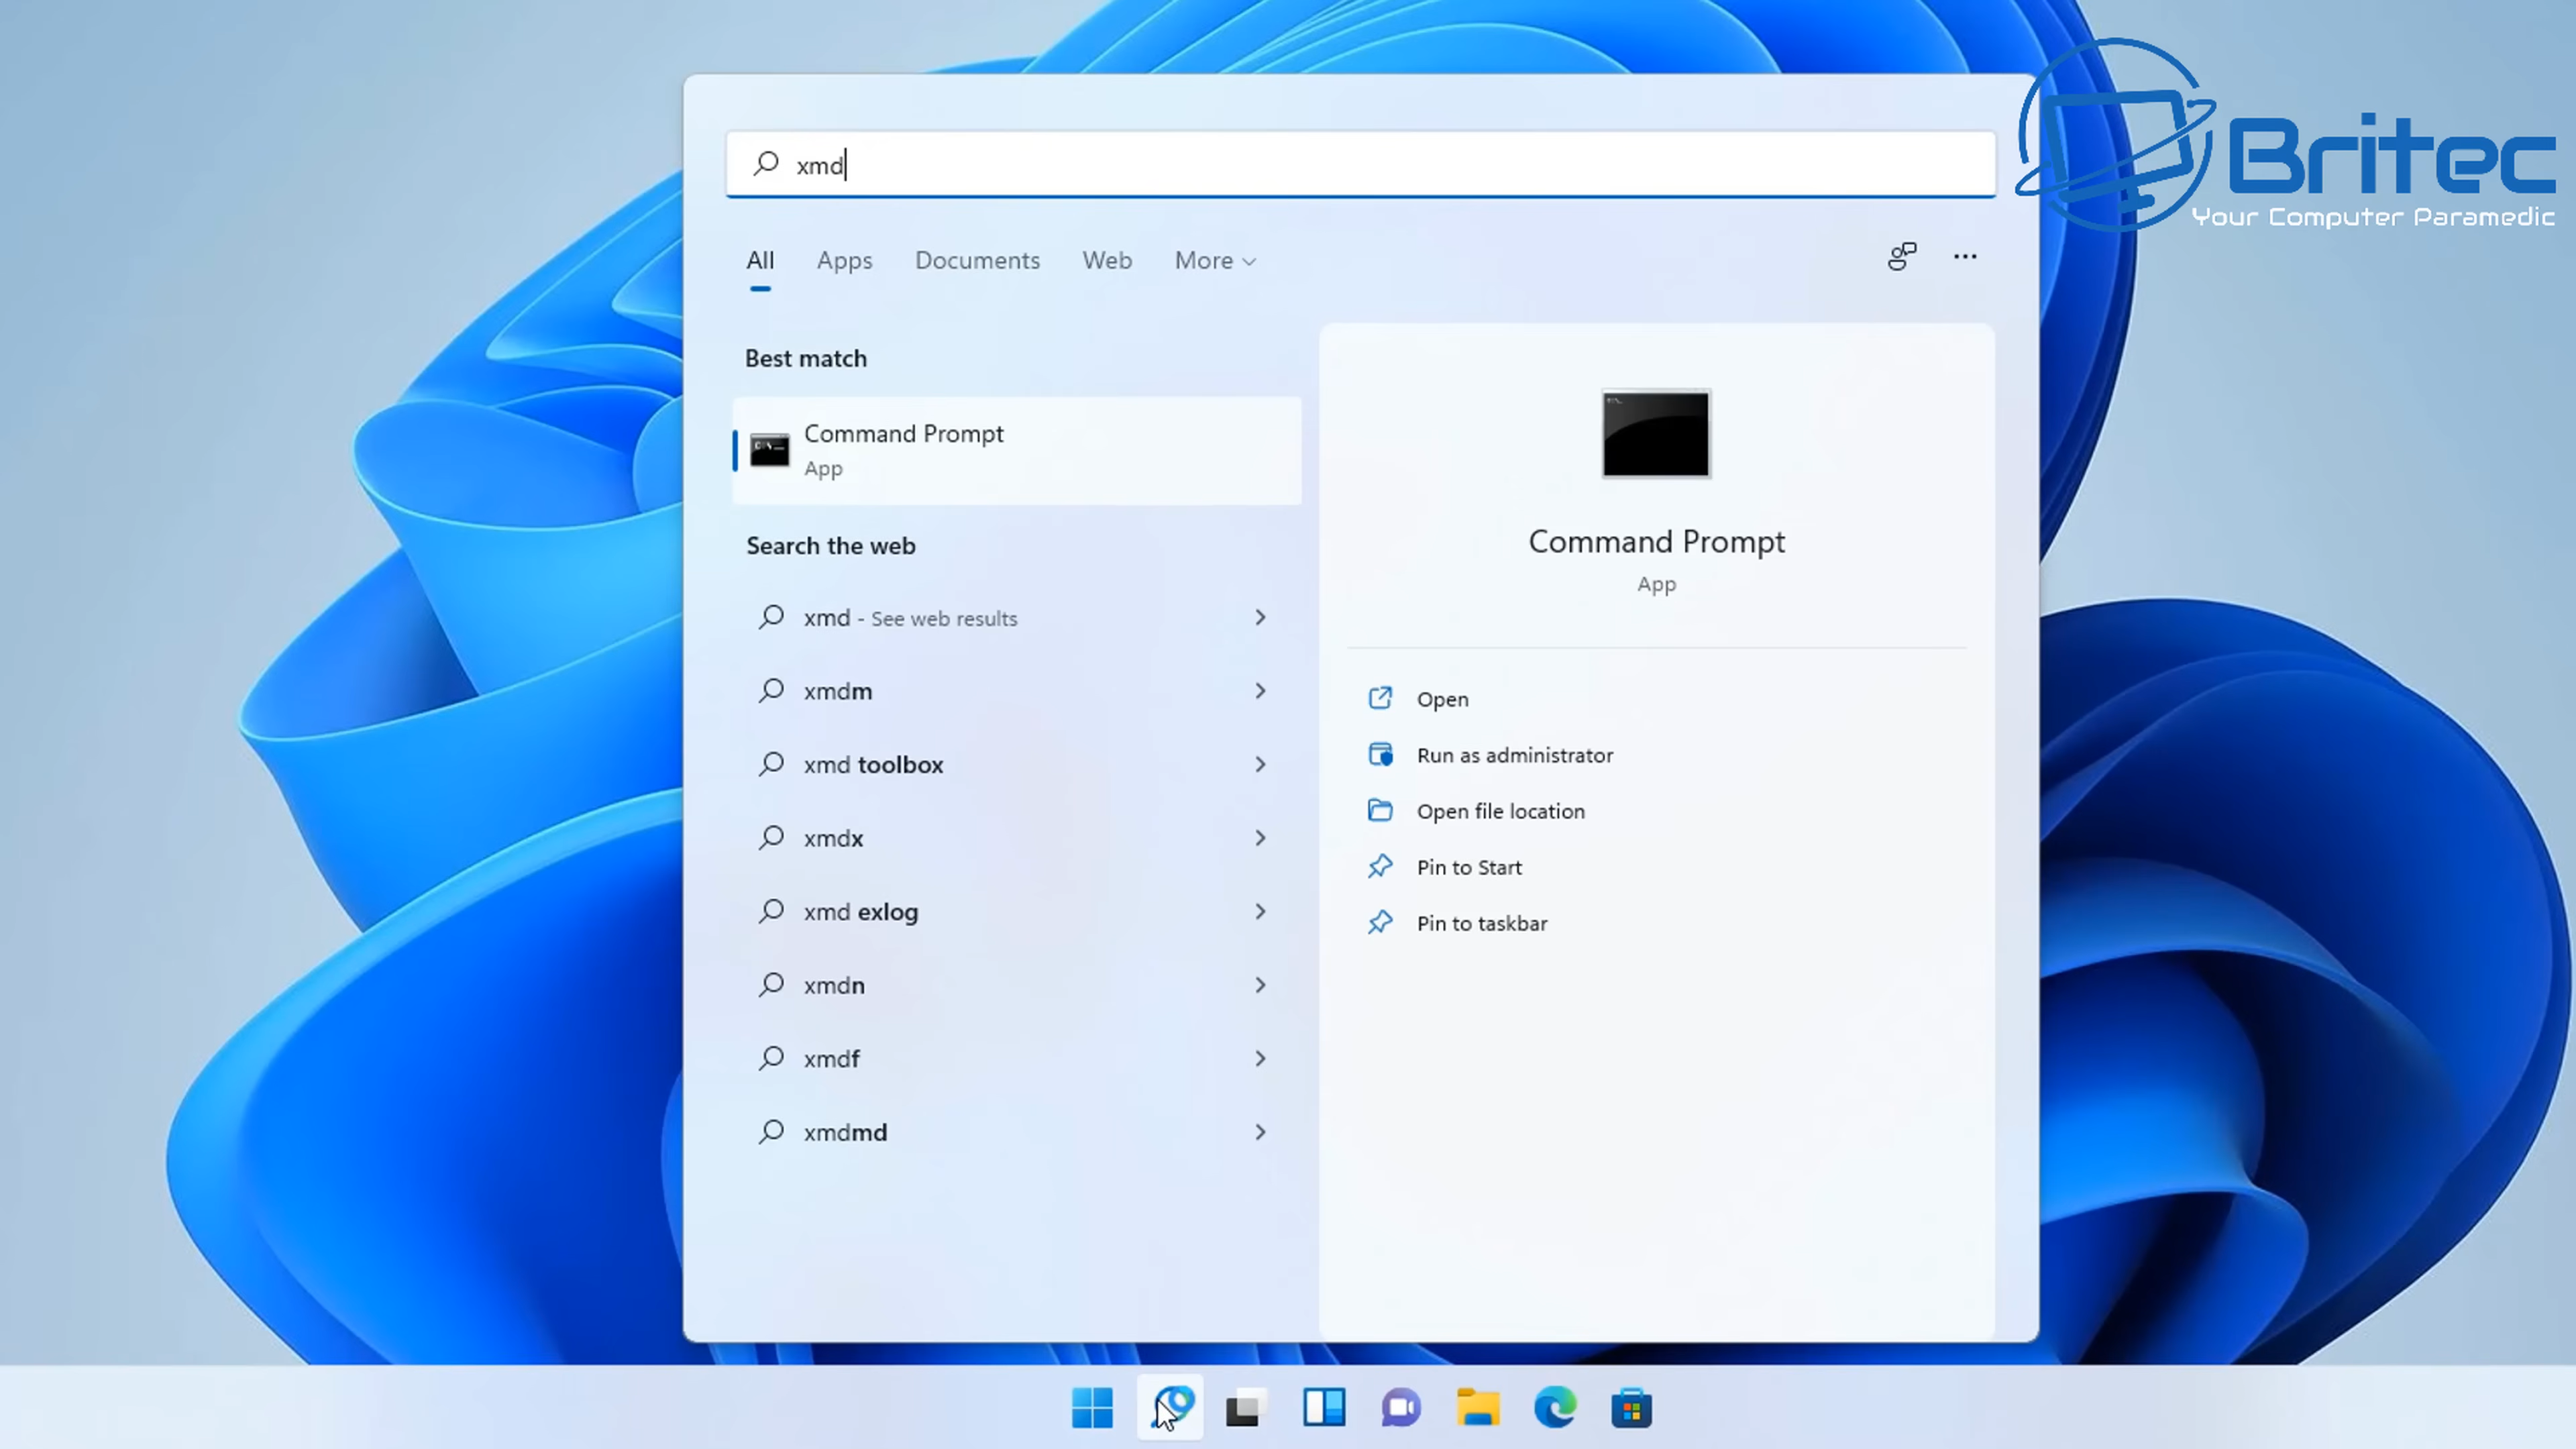 Britec
Your Computer Paramedic
xmd
All Apps Documents Web More
Best match
Command Prompt
App
Search the web
xmd - See web results
xmdm
xmd toolbox
xmdx
xmd exlog
xmdn
xmdf
xmdmd
Command Prompt
App
Open
Run as administrator
Open file location
Pin to Start
Pin to taskbar